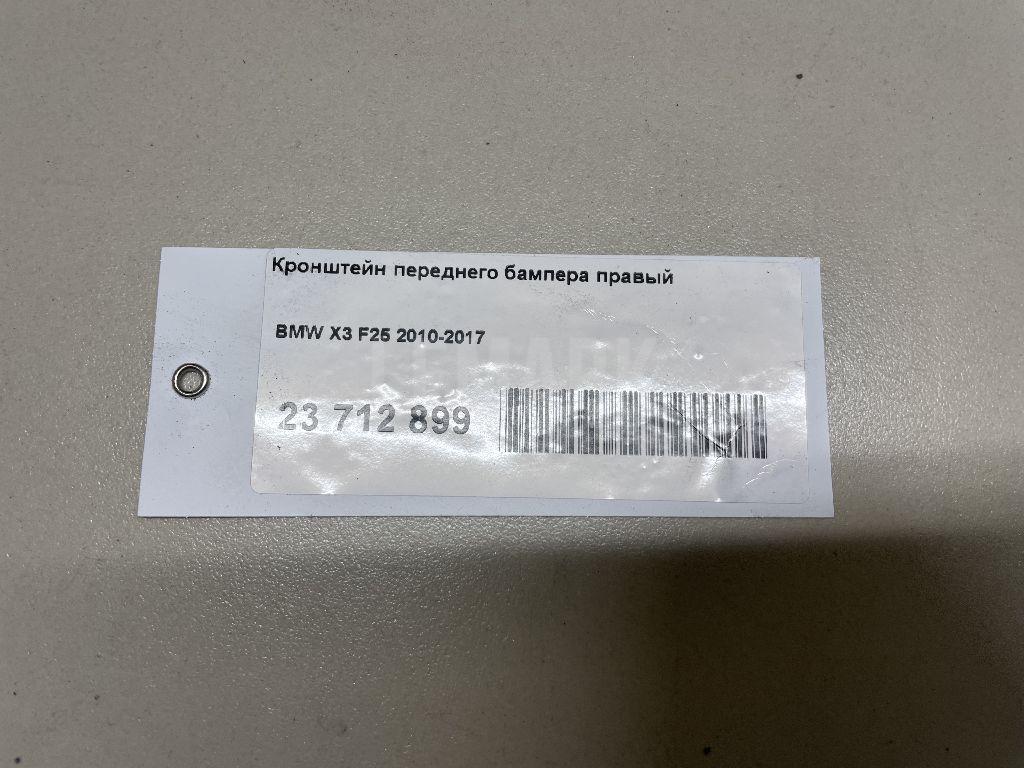 Кронштейн переднего бампера правый
BMW X3 F25 2010-2017
23 712 899